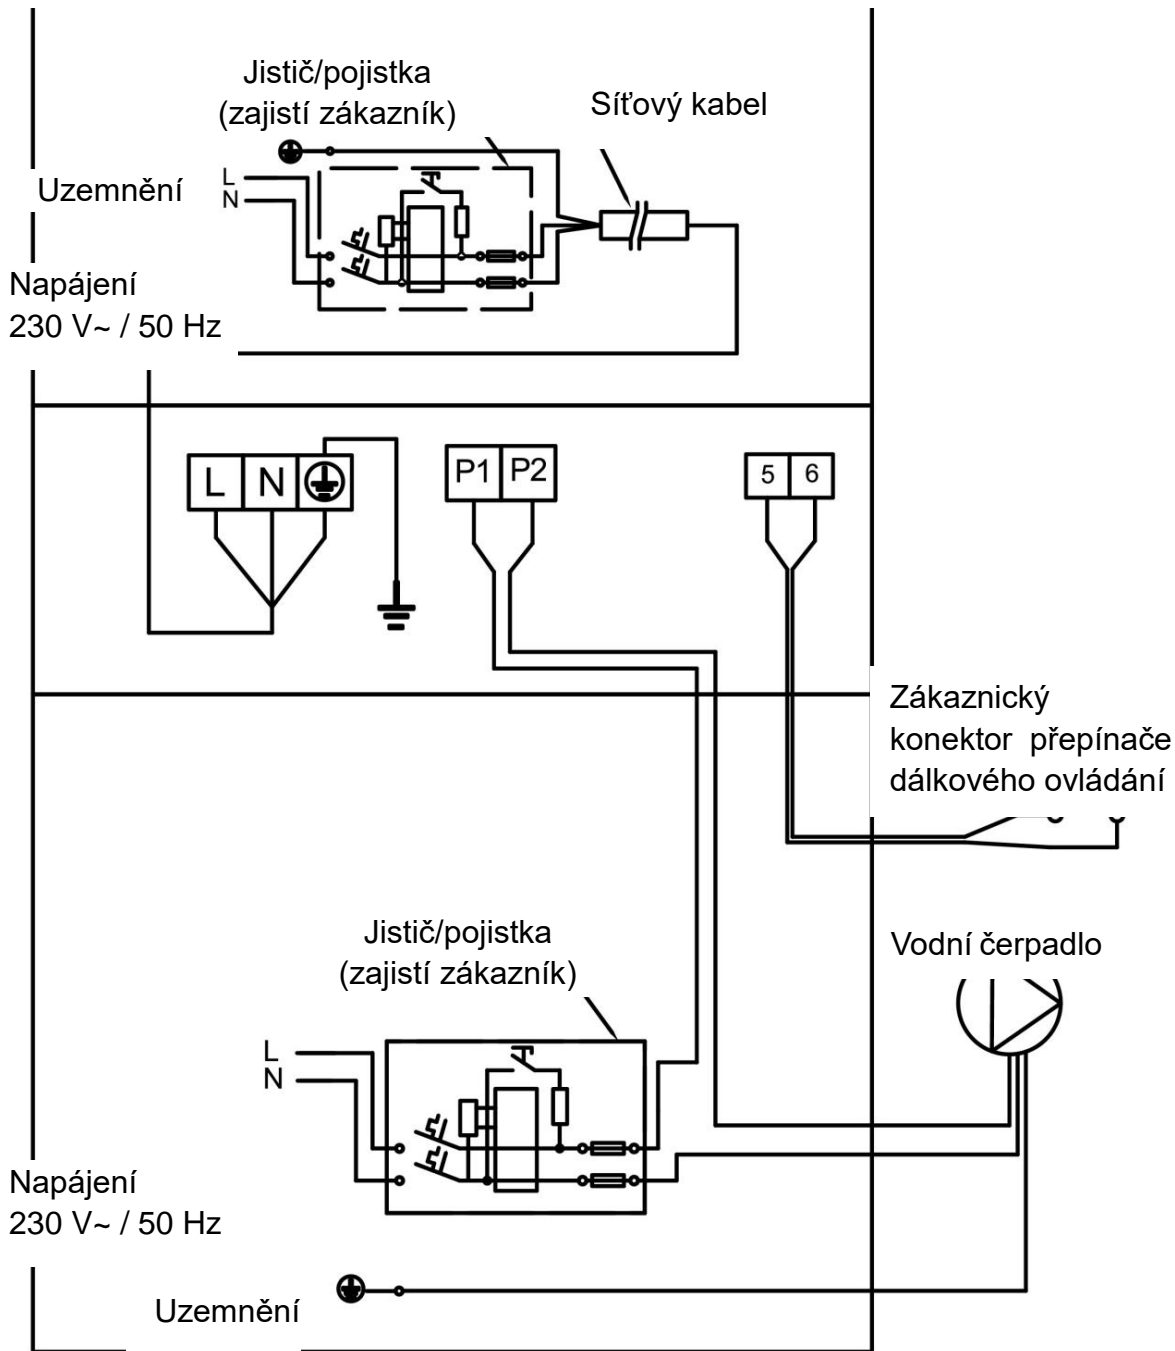 Jistič/pojistka
(zajistí zákazník)
Síťový kabel
Uzemnění
L
N
Napájení
230 V~ / 50 Hz
L N
P1 P2
5 6
Zákaznický
konektor přepínače
dálkového ovládání
Jistič/pojistka
(zajistí zákazník)
Vodní čerpadlo
L
N
Napájení
230 V~ / 50 Hz
Uzemnění